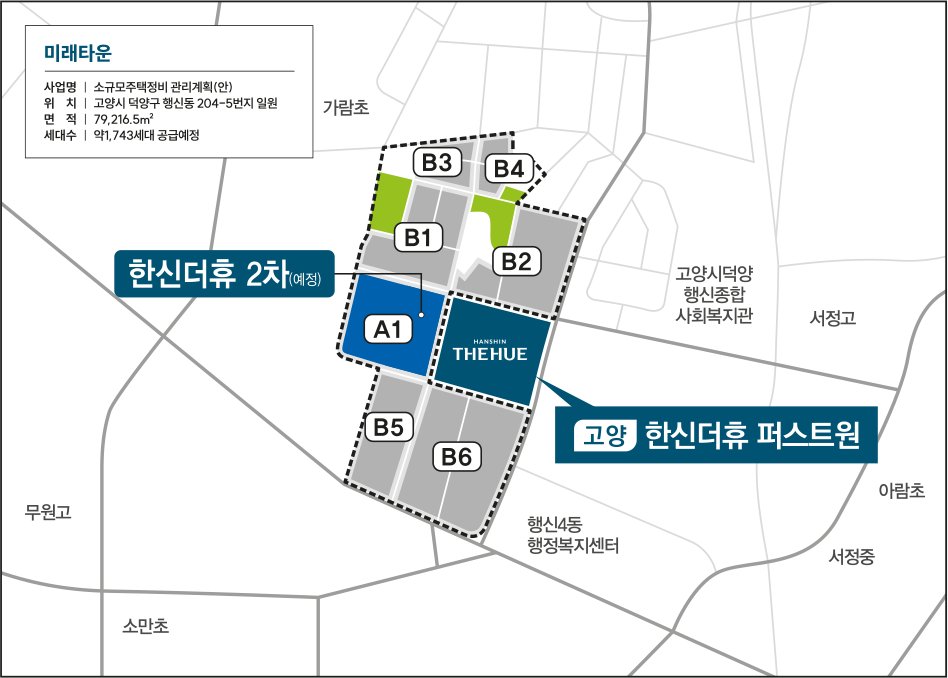 미래타운
사업명 | 소규모주택정비 관리계획(안)
위 치 | 고양시 덕양구 행신동 204-5번지 일원
면 적 | 79,216.5m²
세대수 | 약1,743세대 공급예정
가람초
B3
B4
B1
B2
한신더휴 2차(예정)
고양시덕양
행신종합
사회복지관
서정고
A1
HANSHIN
THEHUE
고양 한신더휴 퍼스트원
B5
B6
아람초
무원고
행신4동
행정복지센터
서정중
소만초